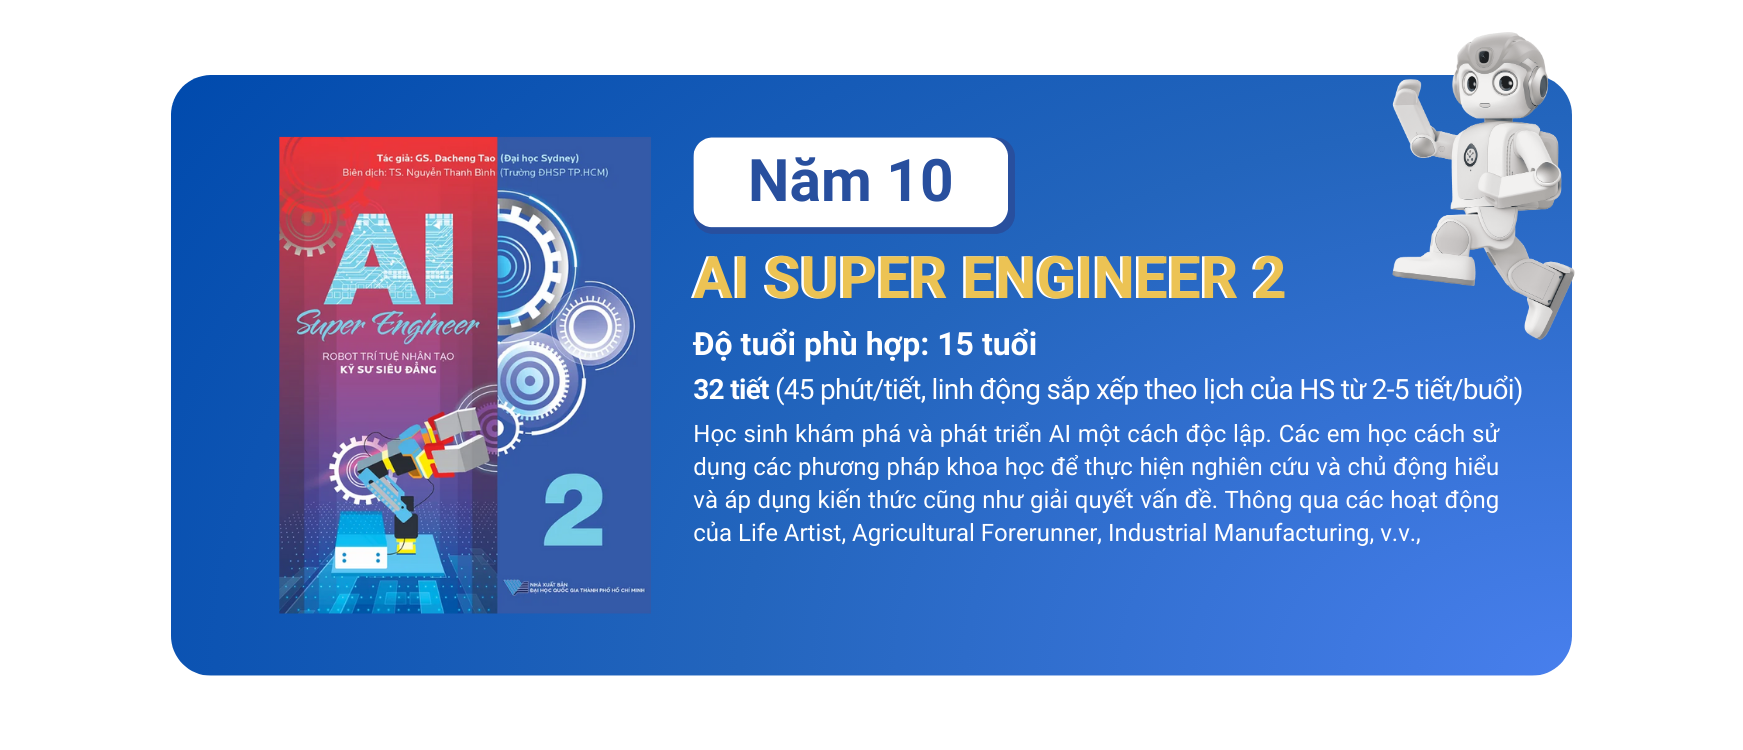 Tác giả: GS. Dacheng Tao (Đại học Sydney)
Biên dịch: TS. Nguyễn Thanh Bình (Trường ĐHSP TP.HCM)
AI
Super Engineer
ROBOT TRÍ TUỆ NHÂN TẠO
KỸ SƯ SIÊU ĐẲNG
2
NHÀ XUẤT BẢN
ĐẠI HỌC QUỐC GIA THÀNH PHỐ HỒ CHÍ MINH
Năm 10
AI SUPER ENGINEER 2
Độ tuổi phù hợp: 15 tuổi
32 tiết (45 phút/tiết, linh động sắp xếp theo lịch của HS từ 2-5 tiết/buổi)
Học sinh khám phá và phát triển AI một cách độc lập. Các em học cách sử
dụng các phương pháp khoa học để thực hiện nghiên cứu và chủ động hiểu
và áp dụng kiến thức cũng như giải quyết vấn đề. Thông qua các hoạt động
của Life Artist, Agricultural Forerunner, Industrial Manufacturing, v.v.,